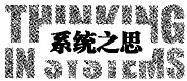 THINKING
系统之思
IN SYSTEMS